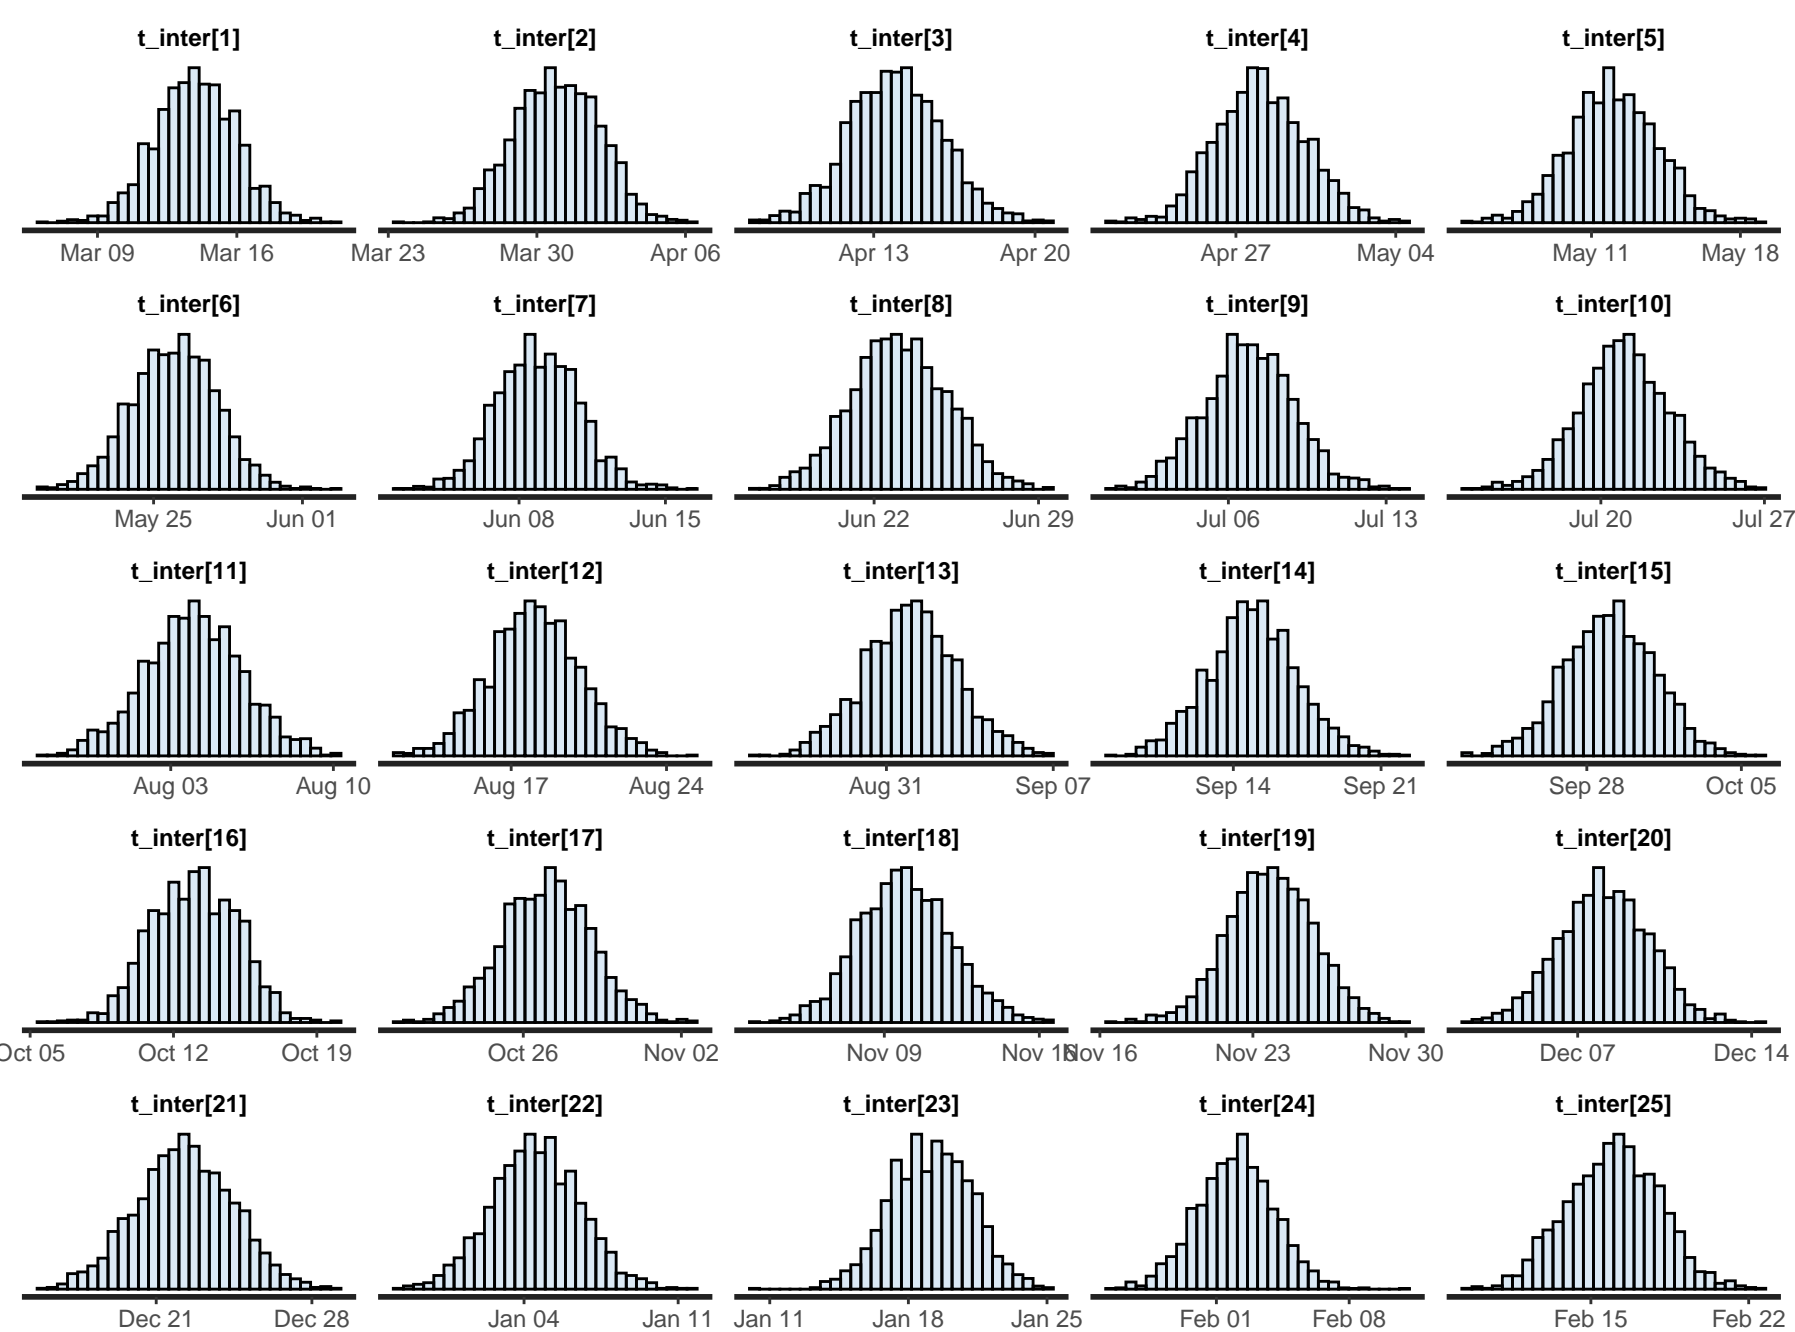 t_inter[1] t_inter[2] t_inter[3] t_inter[4] t_inter[5]
Mar 09 Mar 16 Mar 23 Mar 30 Apr 06 Apr 13 Apr 20 Apr 27 May 04 May 11 May 18
t_inter[6] t_inter[7] t_inter[8] t_inter[9] t_inter[10]
May 25 Jun 01 Jun 08 Jun 15 Jun 22 Jun 29 Jul 06 Jul 13 Jul 20 Jul 27
t_inter[11] t_inter[12] t_inter[13] t_inter[14] t_inter[15]
Aug 03 Aug 10 Aug 17 Aug 24 Aug 31 Sep 07 Sep 14 Sep 21 Sep 28 Oct 05
t_inter[16] t_inter[17] t_inter[18] t_inter[19] t_inter[20]
Oct 05 Oct 12 Oct 19 Oct 26 Nov 02 Nov 09 Nov 16 Nov 16 Nov 23 Nov 30 Dec 07 Dec 14
t_inter[21] t_inter[22] t_inter[23] t_inter[24] t_inter[25]
Dec 21 Dec 28 Jan 04 Jan 11 Jan 11 Jan 18 Jan 25 Feb 01 Feb 08 Feb 15 Feb 22